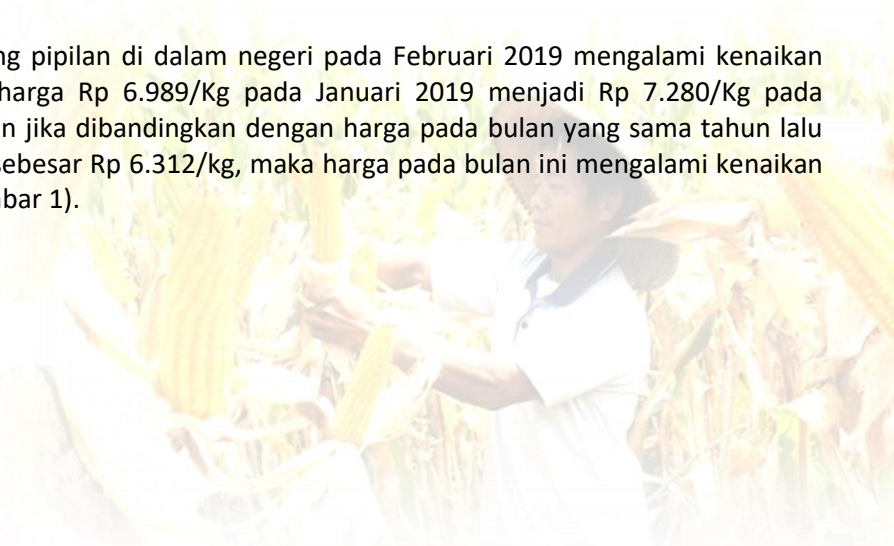 pipilan di dalam negeri pada Februari 2019 mengalami kenaikan
harga Rp 6.989/Kg pada Januari 2019 menjadi Rp 7.280/Kg pada
jika dibandingkan dengan harga pada bulan yang sama tahun lalu
sebesar Rp 6.312/kg, maka harga pada bulan ini mengalami kenaikan
bar 1).